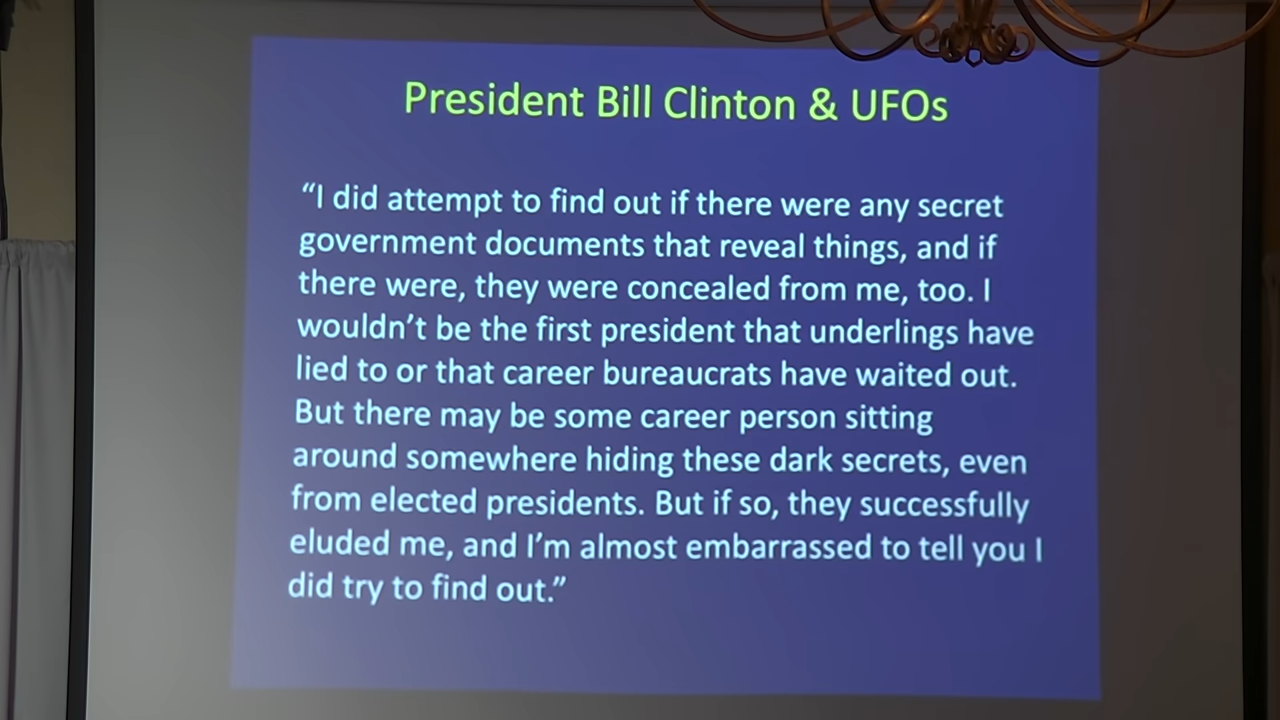 President Bill Clinton & UFOs
“I did attempt to find out if there were any secret
government documents that reveal things, and if
there were, they were concealed from me, too. I
wouldn’t be the first president that underlings have
lied to or that career bureaucrats have waited out.
But there may be some career person sitting
around somewhere hiding these dark secrets, even
from elected presidents. But if so, they successfully
eluded me, and I’m almost embarrassed to tell you I
did try to find out.”